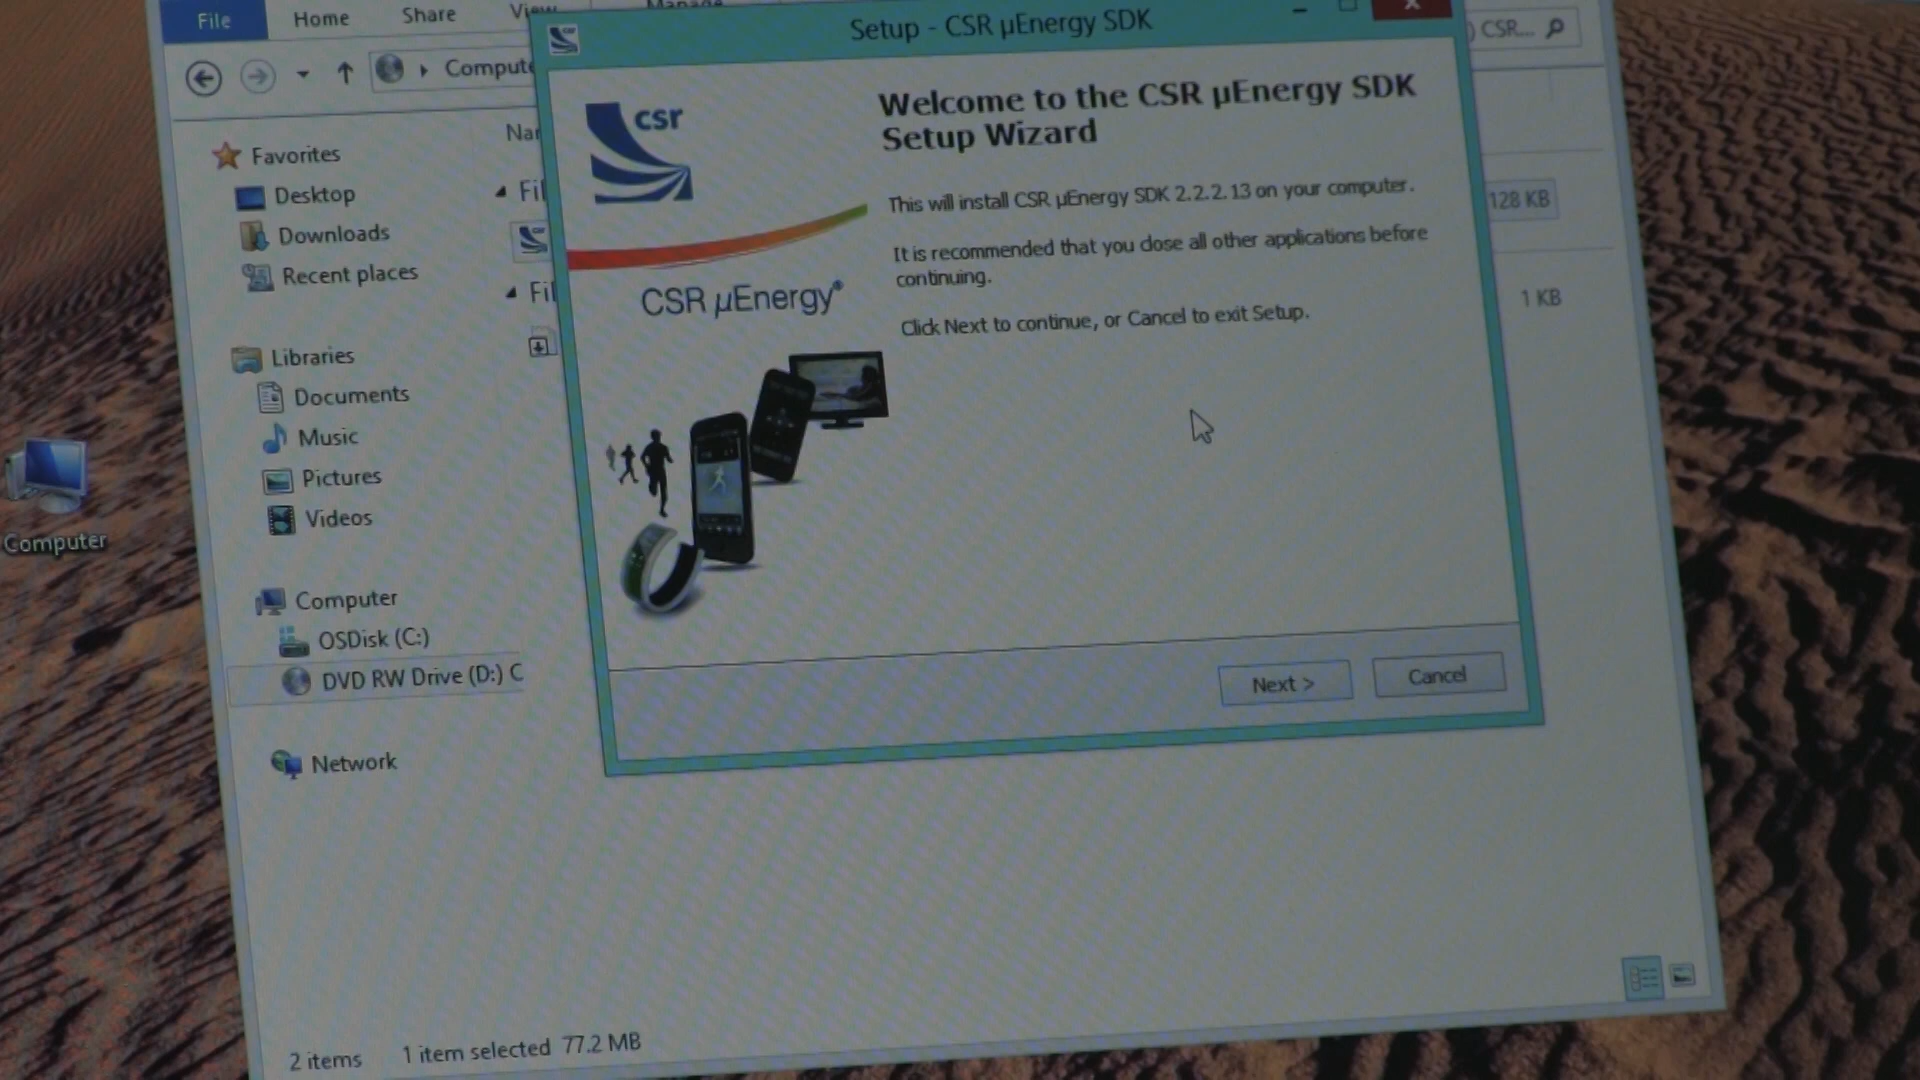 File
Home
Share
View
Manage
Setup - CSR µEnergy SDK
CSR...
Favorites
Desktop
Downloads
Recent places
Libraries
Documents
Music
Pictures
Videos
Computer
OSDisk (C:)
DVD RW Drive (D:) C
Network
Computer
csr
CSR µEnergy®
Welcome to the CSR µEnergy SDK
Setup Wizard
This will install CSR µEnergy SDK 2.2.2.13 on your computer.
It is recommended that you close all other applications before
continuing.
Click Next to continue, or Cancel to exit Setup.
Next >
Cancel
128 KB
1 KB
2 items
1 item selected 77.2 MB